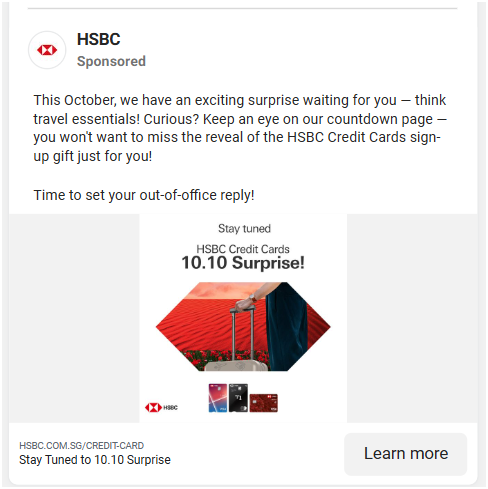 HSBC
Sponsored
This October, we have an exciting surprise waiting for you — think
travel essentials! Curious? Keep an eye on our countdown page —
you won't want to miss the reveal of the HSBC Credit Cards sign-
up gift just for you!
Time to set your out-of-office reply!
Stay tuned
HSBC Credit Cards
10.10 Surprise!
HSBC
HSBC.COM.SG/CREDIT-CARD
Stay Tuned to 10.10 Surprise
Learn more